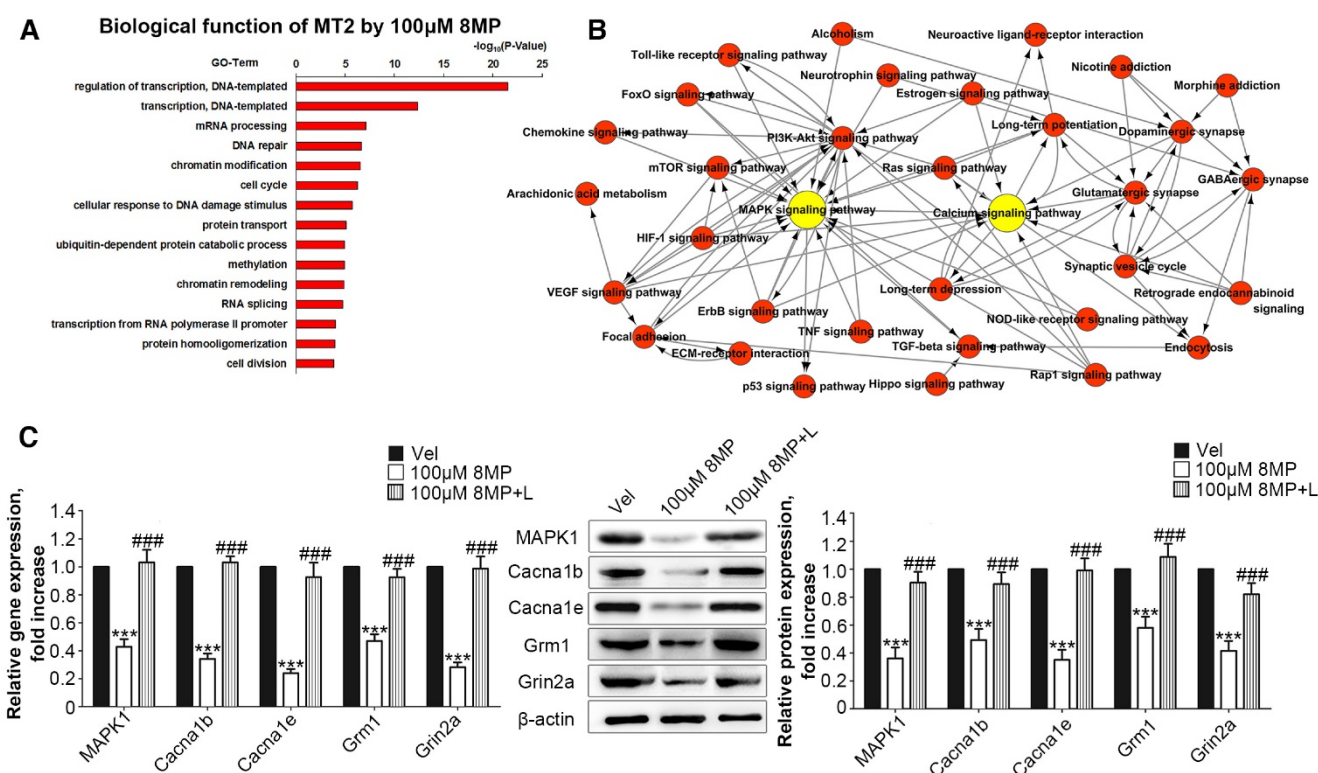 A
Biological function of MT2 by 100μM 8MP
-log10(P-Value)
GO-Term
0 5 10 15 20 25
regulation of transcription, DNA-templated
transcription, DNA-templated
mRNA processing
DNA repair
chromatin modification
cell cycle
cellular response to DNA damage stimulus
protein transport
ubiquitin-dependent protein catabolic process
methylation
chromatin remodeling
RNA splicing
transcription from RNA polymerase II promoter
protein homooligomerization
cell division
B
Alcoholism
Neuroactive ligand-receptor interaction
Toll-like receptor signaling pathway
Neurotrophin signaling pathway
Nicotine addiction
FoxO signaling pathway
Estrogen signaling pathway
Morphine addiction
Chemokine signaling pathway
PI3K-Akt signaling pathway
Long-term potentiation
Dopaminergic synapse
mTOR signaling pathway
Ras signaling pathway
GABAergic synapse
Arachidonic acid metabolism
Glutamatergic synapse
MAPK signaling pathway
Calcium signaling pathway
HIF-1 signaling pathway
Synaptic vesicle cycle
VEGF signaling pathway
Long-term depression
Retrograde endocannabinoid
signaling
ErbB signaling pathway
NOD-like receptor signaling pathway
TNF signaling pathway
Focal adhesion
TGF-beta signaling pathway
Endocytosis
ECM-receptor interaction
p53 signaling pathway
Hippo signaling pathway
Rap1 signaling pathway
C
Vel
100μM 8MP
100μM 8MP+L
Relative gene expression,
fold increase
1.4
1.2
1.0
0.8
0.6
0.4
0.2
0
*** ### *** ### *** ### *** ### *** ###
MAPK1 Cacna1b Cacna1e Grm1 Grin2a
Vel 100μM 8MP 100μM 8MP+L
MAPK1
Cacna1b
Cacna1e
Grm1
Grin2a
β-actin
Vel
100μM 8MP
100μM 8MP+L
Relative protein expression,
fold increase
1.4
1.2
1.0
0.8
0.6
0.4
0.2
0
*** ### *** ### *** ### *** ### *** ###
MAPK1 Cacna1b Cacna1e Grm1 Grin2a